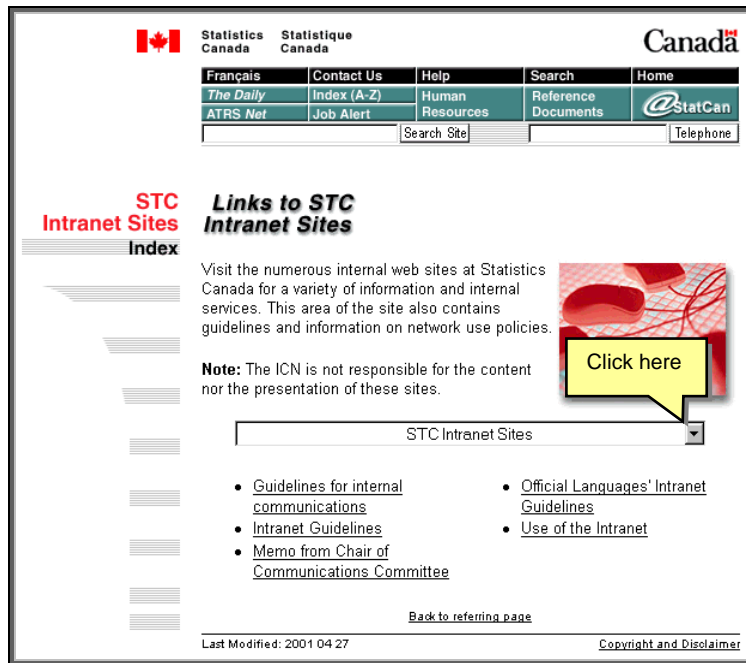 Statistics Statistique
Canada Canada
Canada
Français Contact Us Help Search Home
The Daily Index (A-Z) Human Reference
ATRS Net Job Alert Resources Documents @StatCan
Search Site Telephone
STC
Intranet Sites
Index
Links to STC
Intranet Sites
Visit the numerous internal web sites at Statistics
Canada for a variety of information and internal
services. This area of the site also contains
guidelines and information on network use policies.
Note: The ICN is not responsible for the content
nor the presentation of these sites.
Click here
STC Intranet Sites
Guidelines for internal
communications
Intranet Guidelines
Memo from Chair of
Communications Committee
Official Languages' Intranet
Guidelines
Use of the Intranet
Back to referring page
Last Modified: 2001 04 27 Copyright and Disclaimer